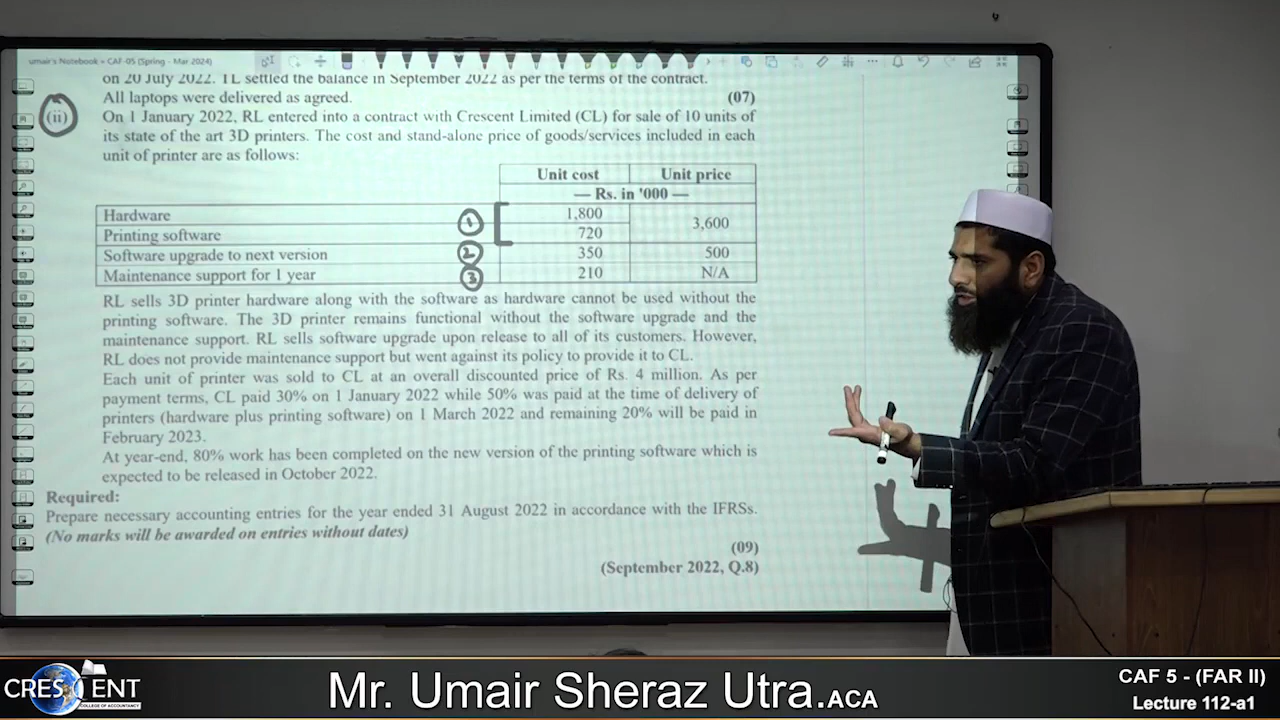 umair's Notebook » CAF-05 (Spring - Mar 2024)
on 20 July 2022. TL settled the balance in September 2022 as per the terms of the contract.
All laptops were delivered as agreed. (07)
(ii) On 1 January 2022, RL entered into a contract with Crescent Limited (CL) for sale of 10 units of
its state of the art 3D printers. The cost and stand-alone price of goods/services included in each
unit of printer are as follows:
Unit cost Unit price
— Rs. in '000 —
Hardware 1 1,800 3,600
Printing software 720
Software upgrade to next version 2 350 500
Maintenance support for 1 year 3 210 N/A
RL sells 3D printer hardware along with the software as hardware cannot be used without the
printing software. The 3D printer remains functional without the software upgrade and the
maintenance support. RL sells software upgrade upon release to all of its customers. However,
RL does not provide maintenance support but went against its policy to provide it to CL.
Each unit of printer was sold to CL at an overall discounted price of Rs. 4 million. As per
payment terms, CL paid 30% on 1 January 2022 while 50% was paid at the time of delivery of
printers (hardware plus printing software) on 1 March 2022 and remaining 20% will be paid in
February 2023.
At year-end, 80% work has been completed on the new version of the printing software which is
expected to be released in October 2022.
Required:
Prepare necessary accounting entries for the year ended 31 August 2022 in accordance with the IFRSs.
(No marks will be awarded on entries without dates)
(09)
(September 2022, Q.8)
CRESCENT
COLLEGE OF ACCOUNTANCY
Mr. Umair Sheraz Utra.ACA
CAF 5 - (FAR II)
Lecture 112-a1